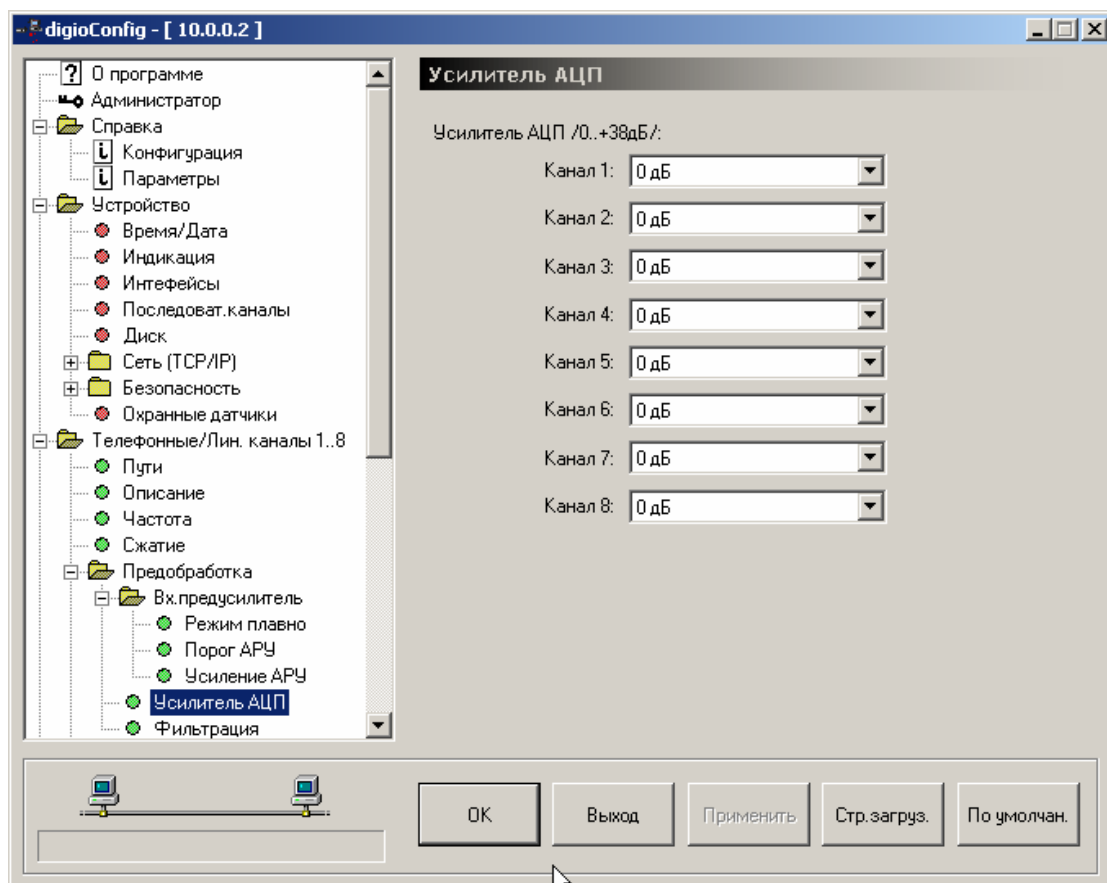 digioConfig - [ 10.0.0.2 ]
О программе
Администратор
Справка
Конфигурация
Параметры
Устройство
Время/Дата
Индикация
Интефейсы
Последоват.каналы
Диск
Сеть (TCP/IP)
Безопасность
Охранные датчики
Телефонные/Лин. каналы 1..8
Пути
Описание
Частота
Сжатие
Предобработка
Вх.предусилитель
Режим плавно
Порог АРУ
Усиление АРУ
Усилитель АЦП
Фильтрация
Усилитель АЦП
Усилитель АЦП /0..+38дБ/:
Канал 1: 0 дБ
Канал 2: 0 дБ
Канал 3: 0 дБ
Канал 4: 0 дБ
Канал 5: 0 дБ
Канал 6: 0 дБ
Канал 7: 0 дБ
Канал 8: 0 дБ
OK Выход Применить Стр.загруз. По умолчан.